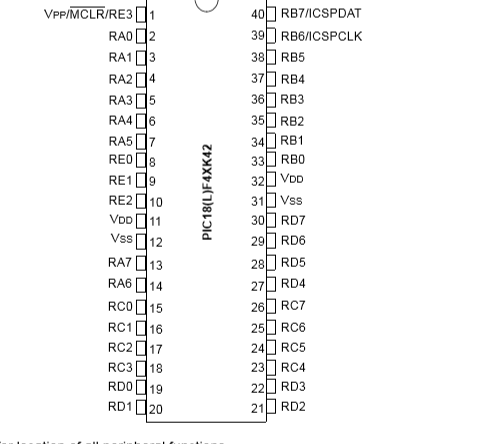 VPP/MCLR/RE3 1 40 RB7/ICSPDAT
RA0 2 39 RB6/ICSPCLK
RA1 3 38 RB5
RA2 4 37 RB4
RA3 5 36 RB3
RA4 6 35 RB2
RA5 7 34 RB1
RE0 8 33 RB0
RE1 9 32 VDD
RE2 10 31 VSS
VDD 11 30 RD7
VSS 12 29 RD6
RA7 13 28 RD5
RA6 14 27 RD4
RC0 15 26 RC7
RC1 16 25 RC6
RC2 17 24 RC5
RC3 18 23 RC4
RD0 19 22 RD3
RD1 20 21 RD2
PIC18(L)F4XK42